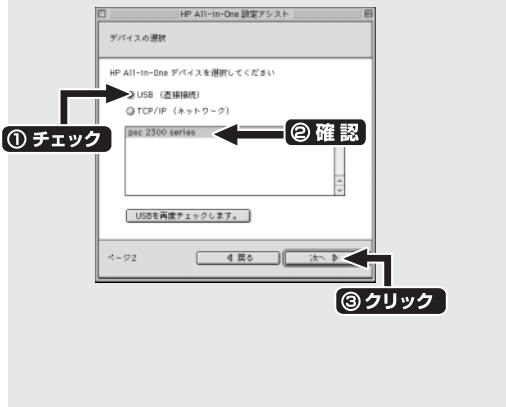 HP All-in-One 設定アシスト
デバイスの選択
HP All-in-One デバイスを選択してください
USB （直接接続）
TCP/IP （ネットワーク）
① チェック
psc 2300 series
② 確認
USBを再度チェックします。
ページ2
戻る
次へ
③ クリック